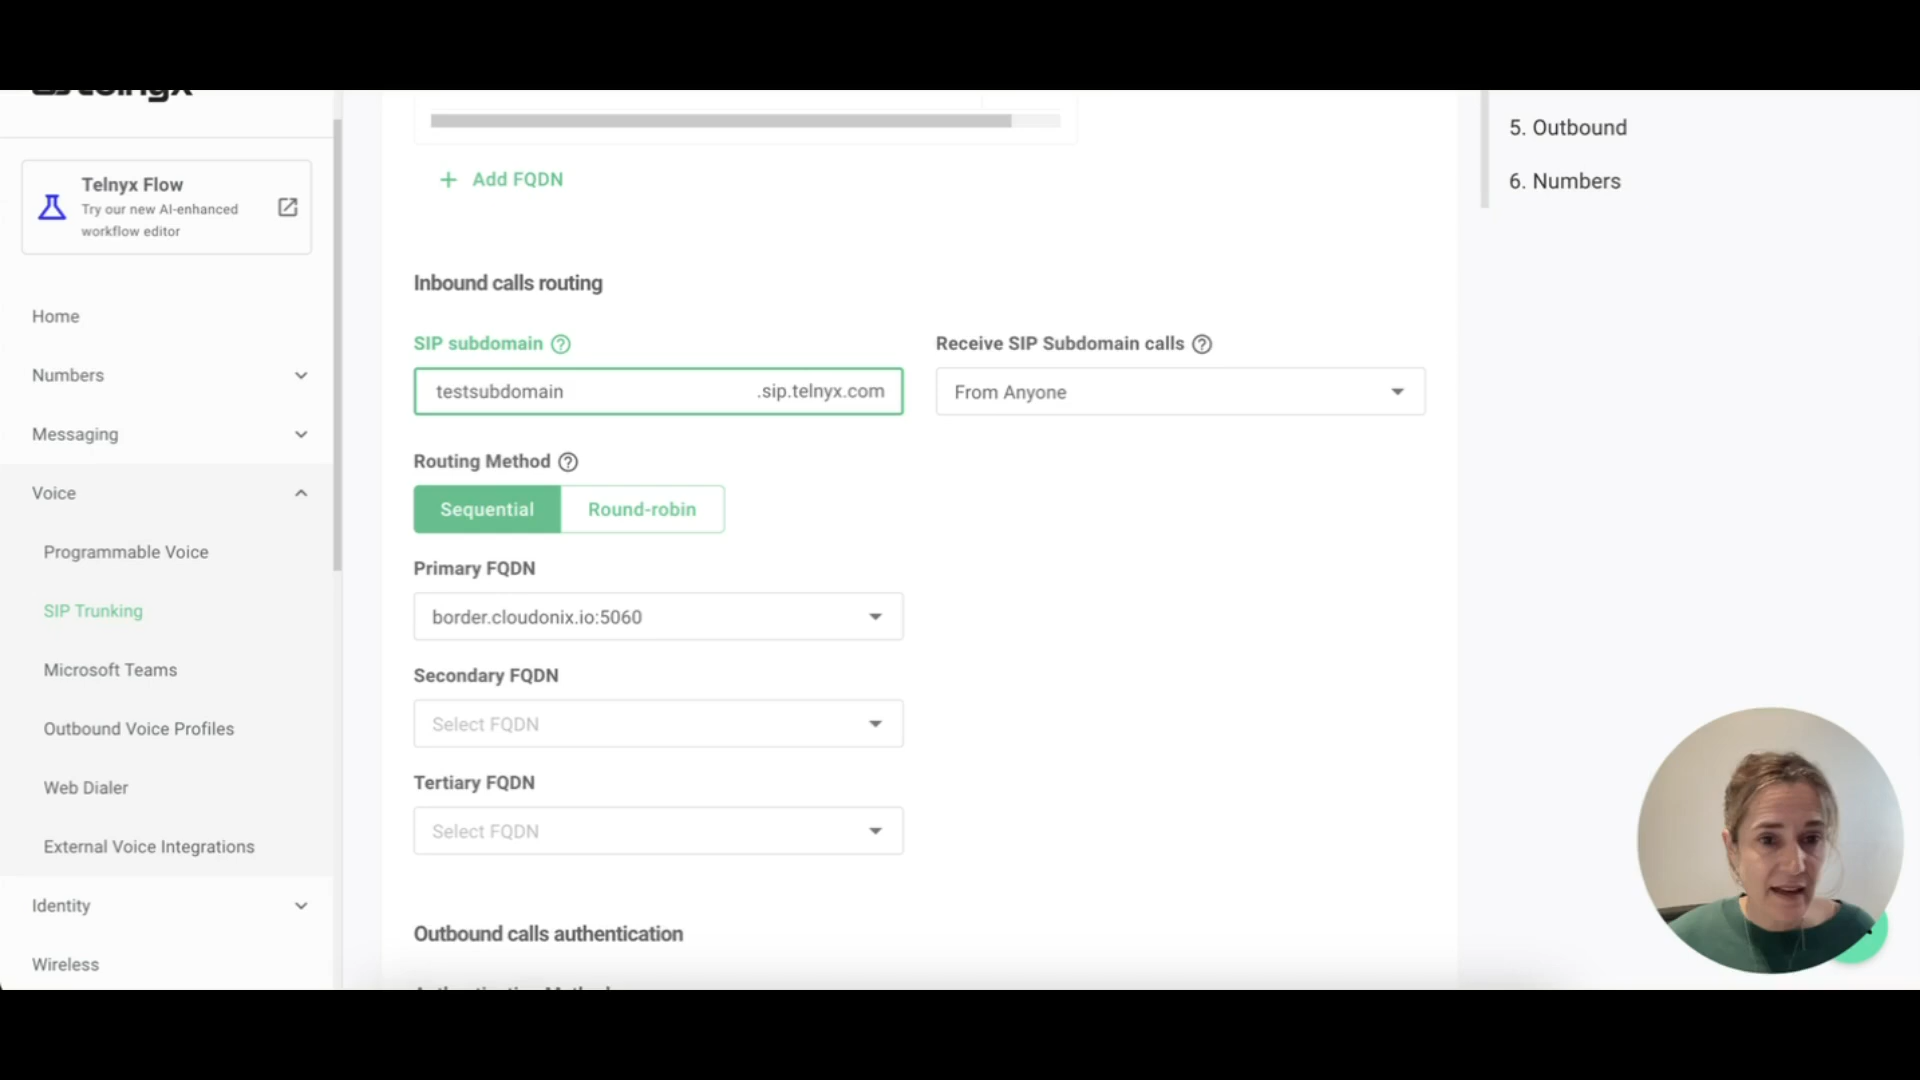 Telnyx Flow
Try our new AI-enhanced
workflow editor
Home
Numbers
Messaging
Voice
Programmable Voice
SIP Trunking
Microsoft Teams
Outbound Voice Profiles
Web Dialer
External Voice Integrations
Identity
Wireless
+ Add FQDN
Inbound calls routing
SIP subdomain
testsubdomain .sip.telnyx.com
Receive SIP Subdomain calls
From Anyone
Routing Method
Sequential Round-robin
Primary FQDN
border.cloudonix.io:5060
Secondary FQDN
Select FQDN
Tertiary FQDN
Select FQDN
Outbound calls authentication
5. Outbound
6. Numbers